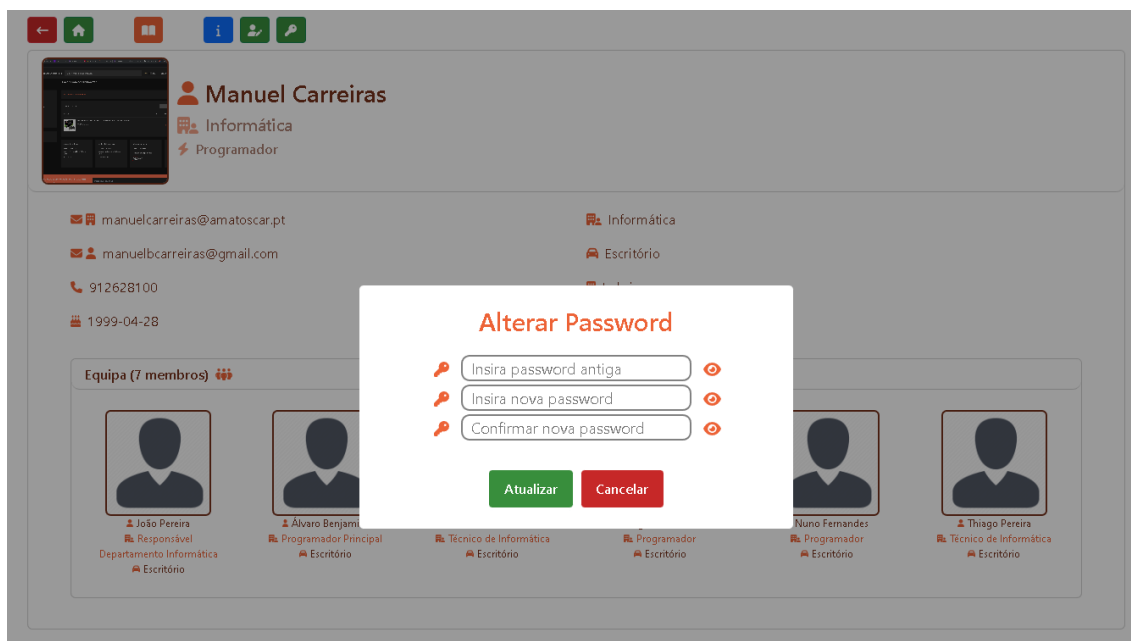 Manuel Carreiras
Informática
Programador
manuelcarreiras@amatoscar.pt
Informática
manuelbcarreiras@gmail.com
Escritório
912628100
1999-04-28
Alterar Password
Insira password antiga
Insira nova password
Confirmar nova password
Atualizar
Cancelar
Equipa (7 membros)
João Pereira
Responsável
Departamento Informática
Escritório
Álvaro Benjami
Programador Principal
Escritório
Técnico de Informática
Escritório
Programador
Escritório
Nuno Fernandes
Programador
Escritório
Thiago Pereira
Técnico de Informática
Escritório